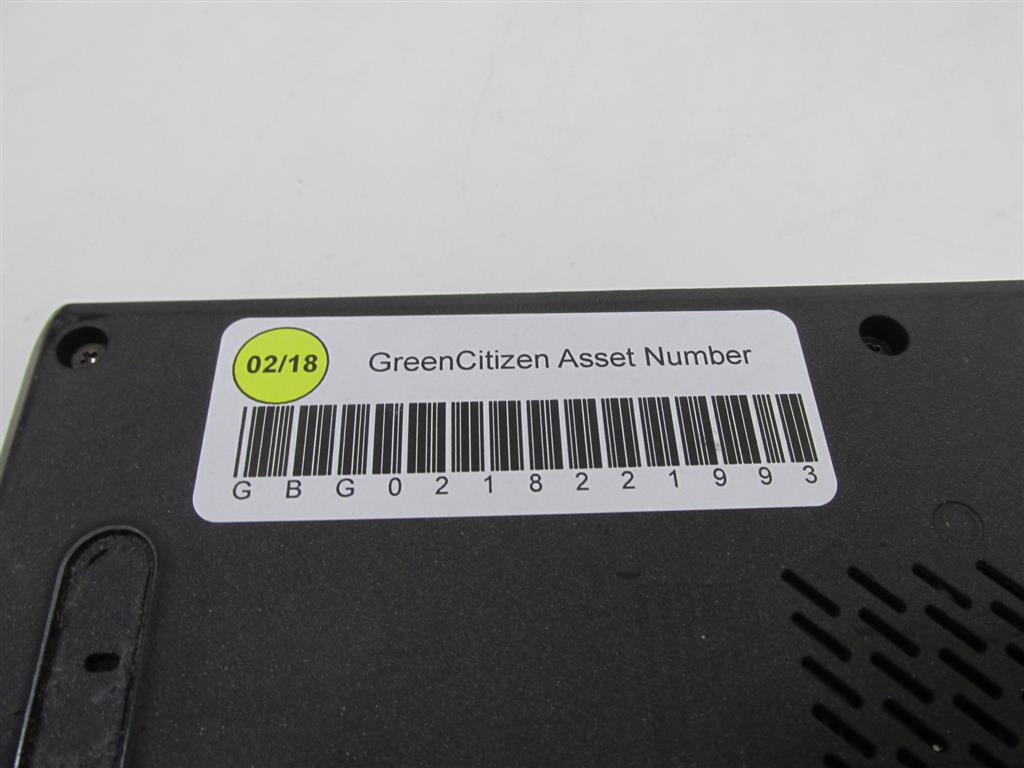 02/18
GreenCitizen Asset Number
GBG0218221993